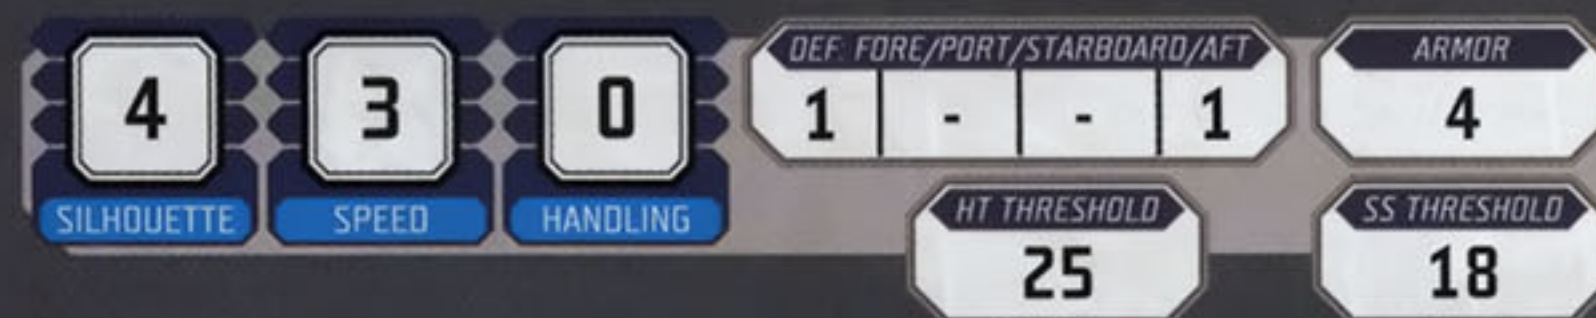 4 3 0
SILHOUETTE SPEED HANDLING
DEF: FORE/PORT/STARBOARD/AFT
1 - - 1
ARMOR
4
HT THRESHOLD
25
SS THRESHOLD
18